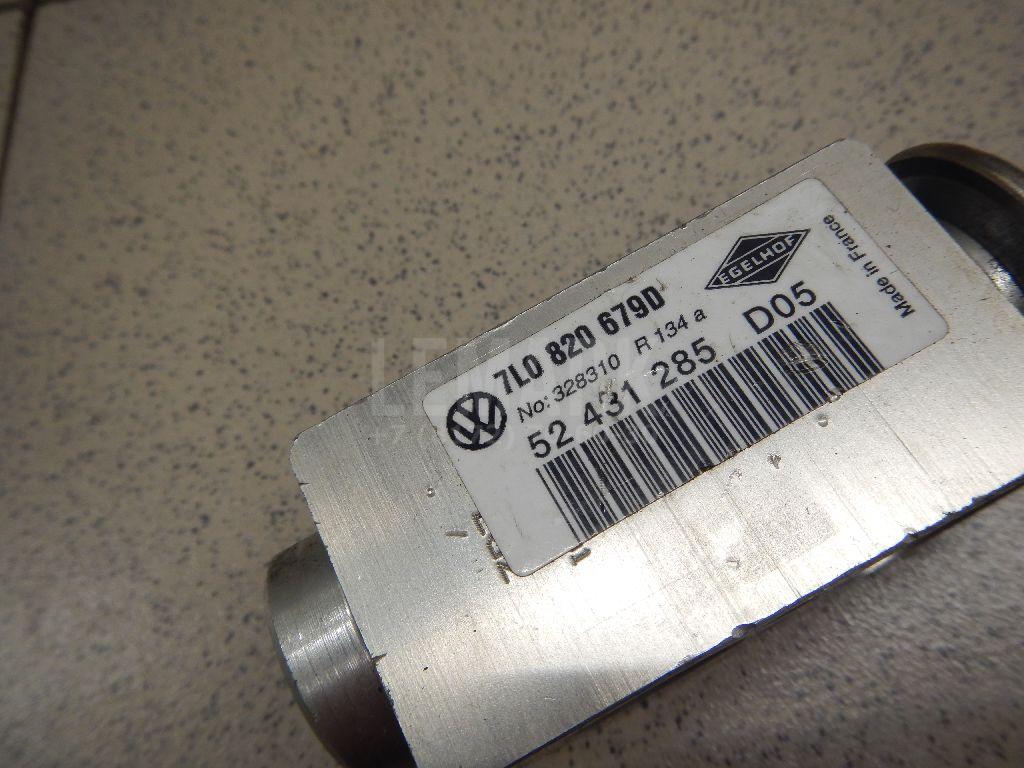 7L0 820 679D
No: 328310 R 134 a
52 431 285 D05
EGELHOF
Made in France